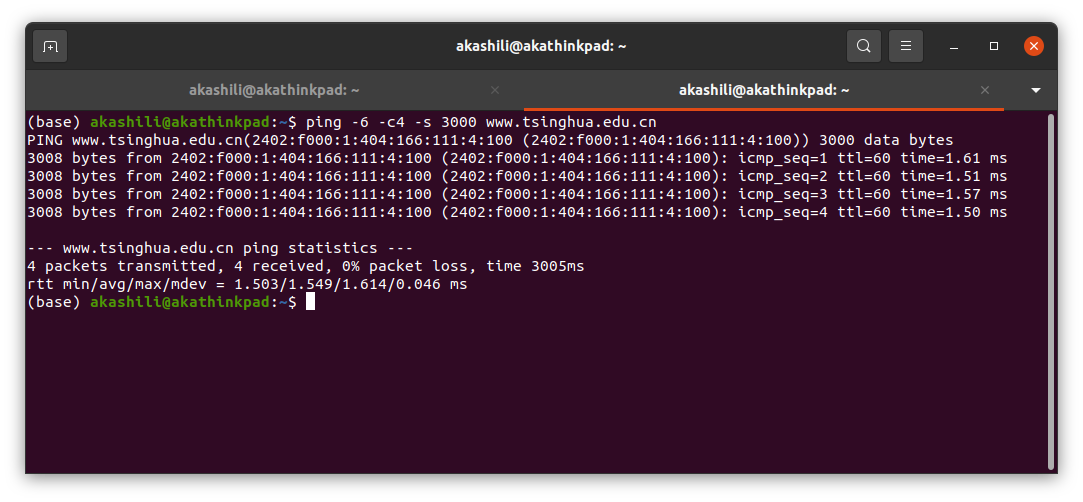 akashili@akathinkpad: ~
akashili@akathinkpad: ~
akashili@akathinkpad: ~
(base) akashili@akathinkpad:~$ ping -6 -c4 -s 3000 www.tsinghua.edu.cn
PING www.tsinghua.edu.cn(2402:f000:1:404:166:111:4:100 (2402:f000:1:404:166:111:4:100)) 3000 data bytes
3008 bytes from 2402:f000:1:404:166:111:4:100 (2402:f000:1:404:166:111:4:100): icmp_seq=1 ttl=60 time=1.61 ms
3008 bytes from 2402:f000:1:404:166:111:4:100 (2402:f000:1:404:166:111:4:100): icmp_seq=2 ttl=60 time=1.51 ms
3008 bytes from 2402:f000:1:404:166:111:4:100 (2402:f000:1:404:166:111:4:100): icmp_seq=3 ttl=60 time=1.57 ms
3008 bytes from 2402:f000:1:404:166:111:4:100 (2402:f000:1:404:166:111:4:100): icmp_seq=4 ttl=60 time=1.50 ms
--- www.tsinghua.edu.cn ping statistics ---
4 packets transmitted, 4 received, 0% packet loss, time 3005ms
rtt min/avg/max/mdev = 1.503/1.549/1.614/0.046 ms
(base) akashili@akathinkpad:~$